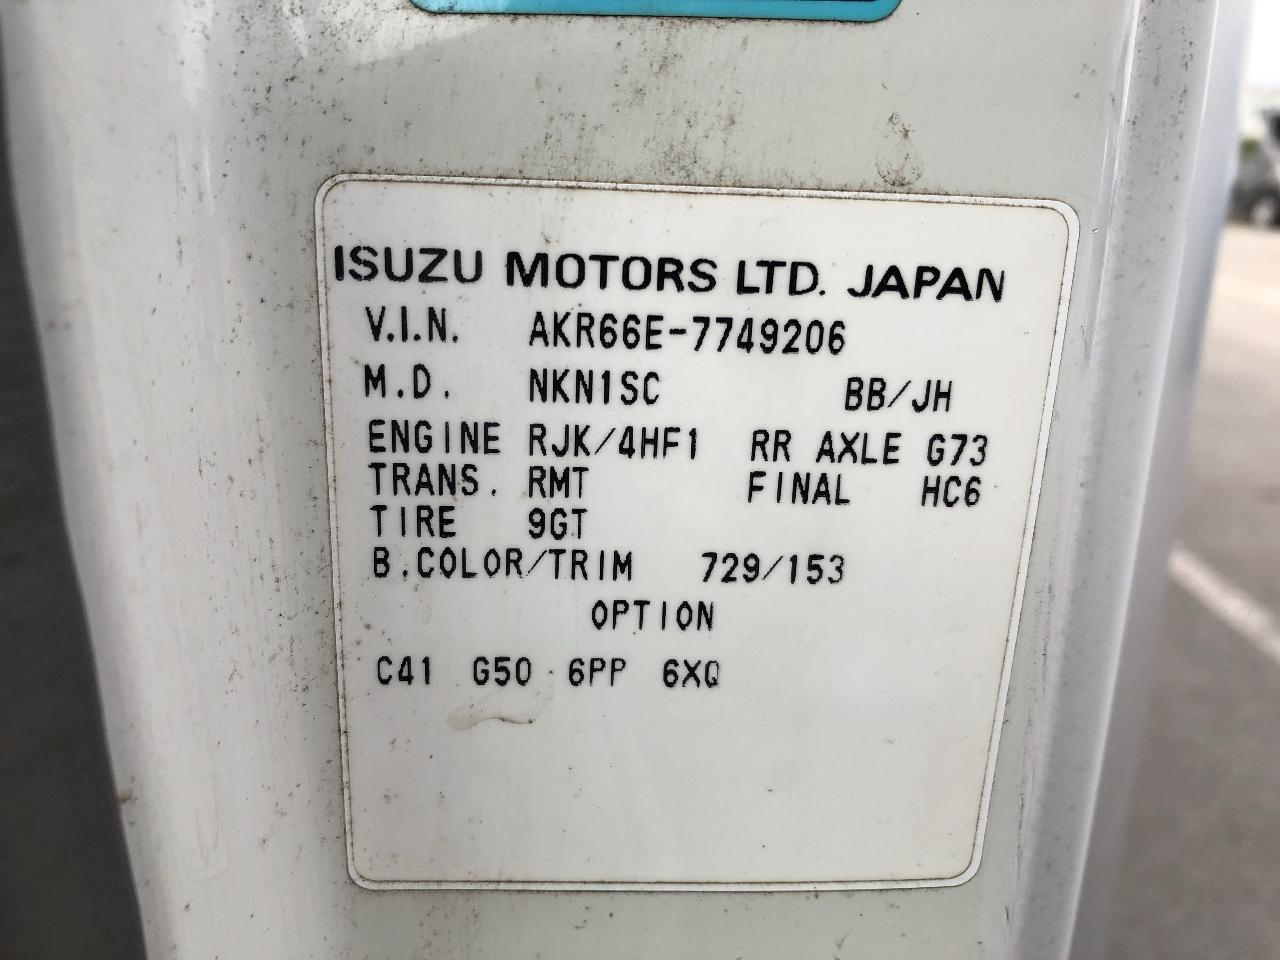 ISUZU MOTORS LTD. JAPAN
V.I.N. AKR66E-7749206
M.D. NKN1SC BB/JH
ENGINE RJK/4HF1 RR AXLE G73
TRANS. RMT FINAL HC6
TIRE 9GT
B.COLOR/TRIM 729/153
OPTION
C41 G50 6PP 6XQ